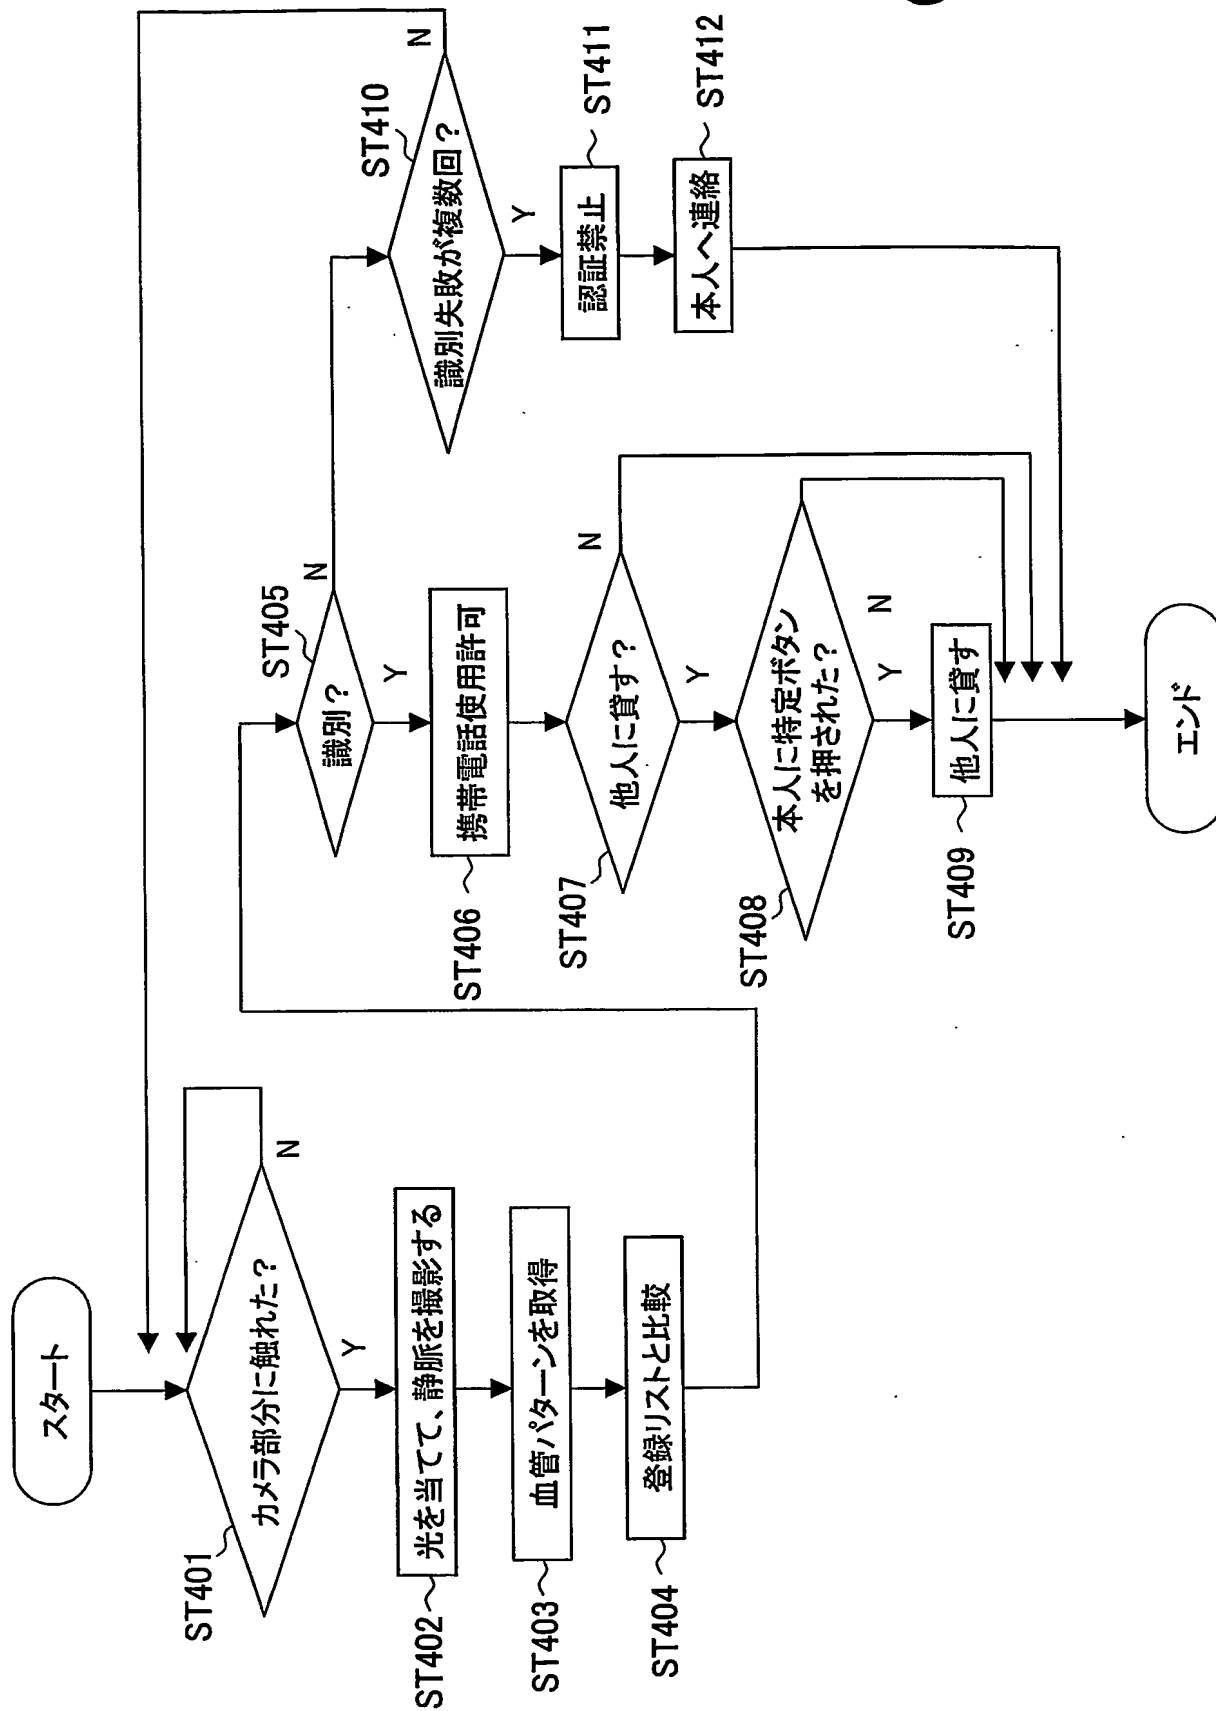 スタート
ST401
カメラ部分に触れた?
N
Y
ST402
光を当てて、静脈を撮影する
ST403
血管パターンを取得
ST404
登録リストと比較
ST405
識別?
N
Y
ST406
携帯電話使用許可
ST407
他人に貸す?
N
Y
ST408
本人に特定ボタン
を押された?
N
Y
ST409
他人に貸す
エンド
ST410
識別失敗が複数回?
N
Y
ST411
認証禁止
ST412
本人へ連絡